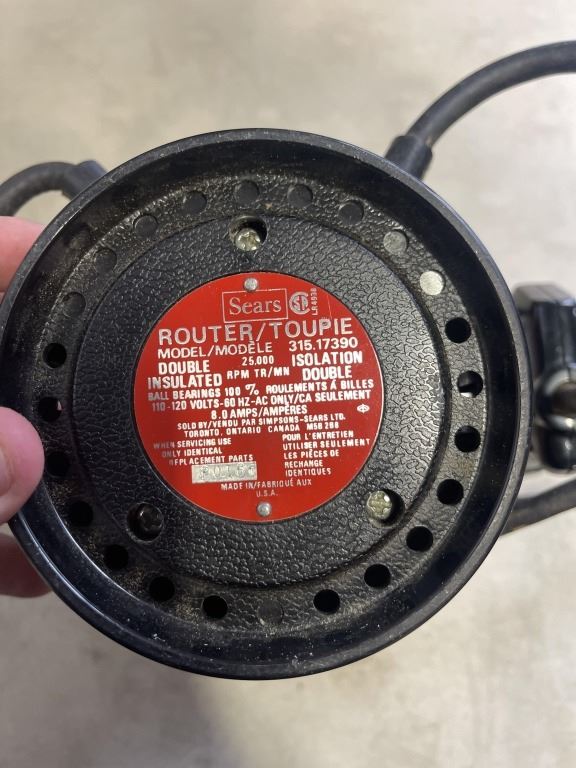 Sears
LR4938
ROUTER/TOUPIE
MODEL/MODÈLE 315.17390
DOUBLE INSULATED
25,000 RPM TR/MN
ISOLATION DOUBLE
BALL BEARINGS 100 % ROULEMENTS À BILLES
110-120 VOLTS-60 HZ-AC ONLY/CA SEULEMENT
8.0 AMPS/AMPÈRES
SOLD BY/VENDU PAR SIMPSONS-SEARS LTD.
TORONTO, ONTARIO CANADA M5B 2B8
WHEN SERVICING USE
ONLY IDENTICAL
REPLACEMENT PARTS
POUR L'ENTRETIEN
UTILISER SEULEMENT
LES PIÈCES DE
RECHANGE
IDENTIQUES
MADE IN/FABRIQUÉ AUX
U.S.A.